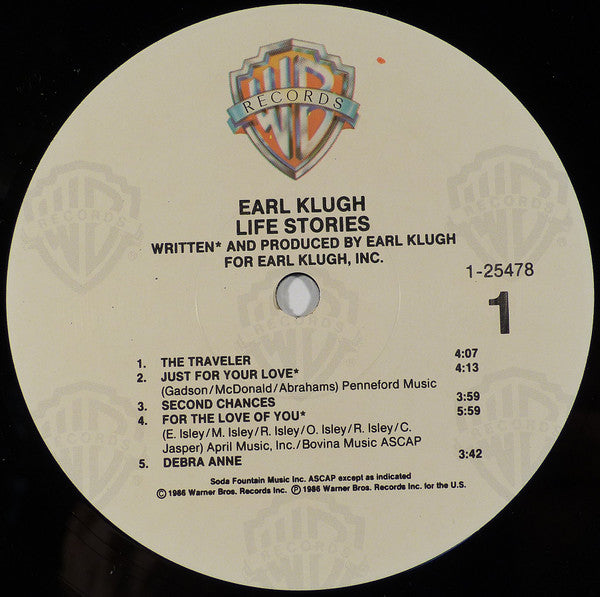 WB
RECORDS
EARL KLUGH
LIFE STORIES
WRITTEN* AND PRODUCED BY EARL KLUGH
FOR EARL KLUGH, INC.
1-25478
1
1. THE TRAVELER 4:07
2. JUST FOR YOUR LOVE* 4:13
(Gadson/McDonald/Abrahams) Penneford Music
3. SECOND CHANCES 3:59
4. FOR THE LOVE OF YOU* 5:59
(E. Isley/M. Isley/R. Isley/O. Isley/R. Isley/C.
Jasper) April Music, Inc./Bovina Music ASCAP
5. DEBRA ANNE 3:42
Soda Fountain Music Inc. ASCAP except as indicated
© 1986 Warner Bros. Records Inc. ℗ 1986 Warner Bros. Records Inc. for the U.S.